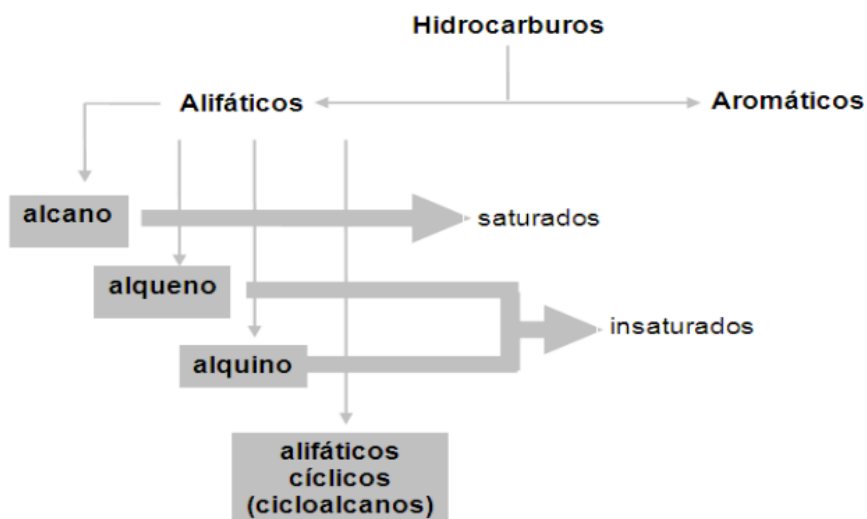 Hidrocarburos
Alifáticos
Aromáticos
alcano
saturados
alqueno
insaturados
alquino
alifáticos
cíclicos
(cicloalcanos)